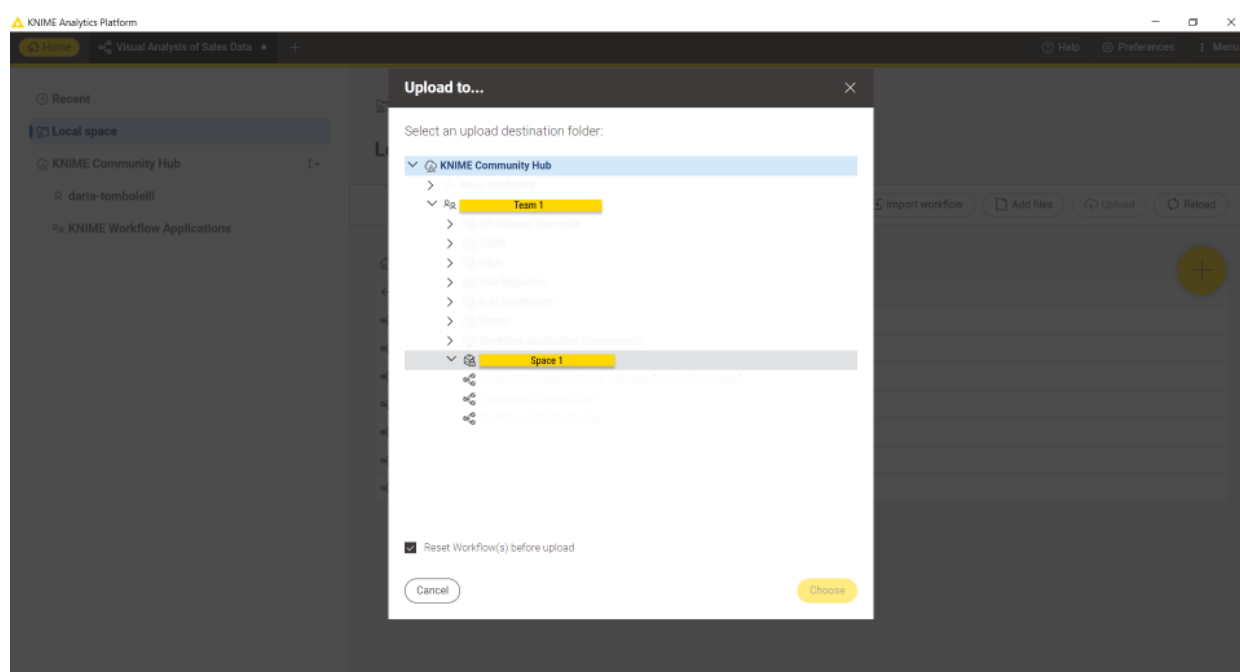 KNIME Analytics Platform
Home
Visual Analysis of Sales Data
Help
Preferences
Menu
Recent
Local space
KNIME Community Hub
daria-tombolelli
KNIME Workflow Applications
Upload to...
Select an upload destination folder:
KNIME Community Hub
Team 1
Space 1
Reset Workflow(s) before upload
Cancel
Choose
Import workflow
Add files
Upload
Reload